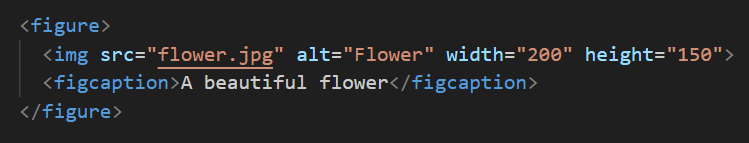 <figure>
<img src="flower.jpg" alt="Flower" width="200" height="150">
<figcaption>A beautiful flower</figcaption>
</figure>